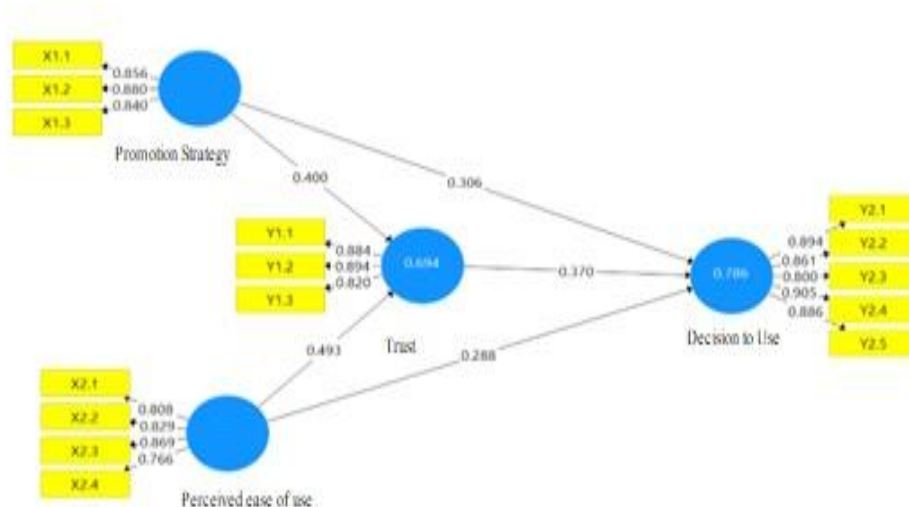 X1.1
X1.2
X1.3
0.856
0.880
0.840
Promotion Strategy
0.400
0.306
Y1.1
Y1.2
Y1.3
0.884
0.894
0.820
0.694
Trust
0.370
0.786
Decision to Use
0.894
0.861
0.800
0.905
0.886
Y2.1
Y2.2
Y2.3
Y2.4
Y2.5
0.493
0.288
X2.1
X2.2
X2.3
X2.4
0.808
0.829
0.869
0.766
Perceived ease of use